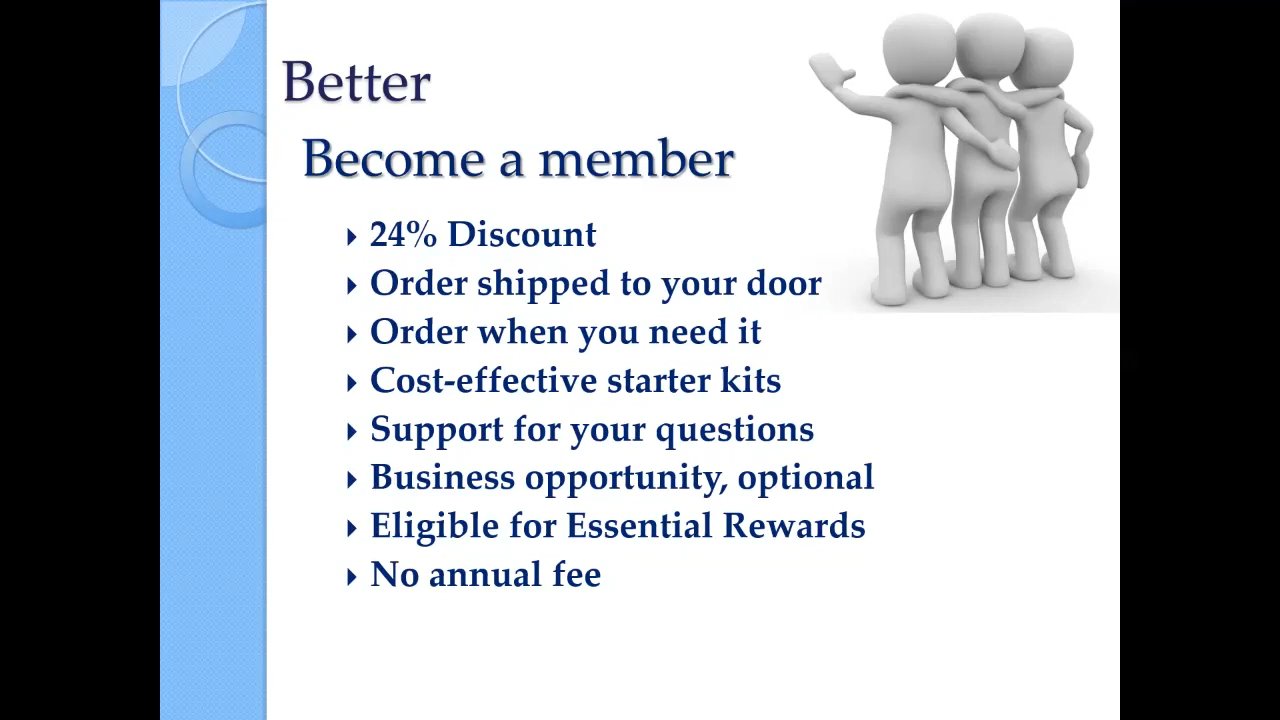 Better
Become a member
24% Discount
Order shipped to your door
Order when you need it
Cost-effective starter kits
Support for your questions
Business opportunity, optional
Eligible for Essential Rewards
No annual fee